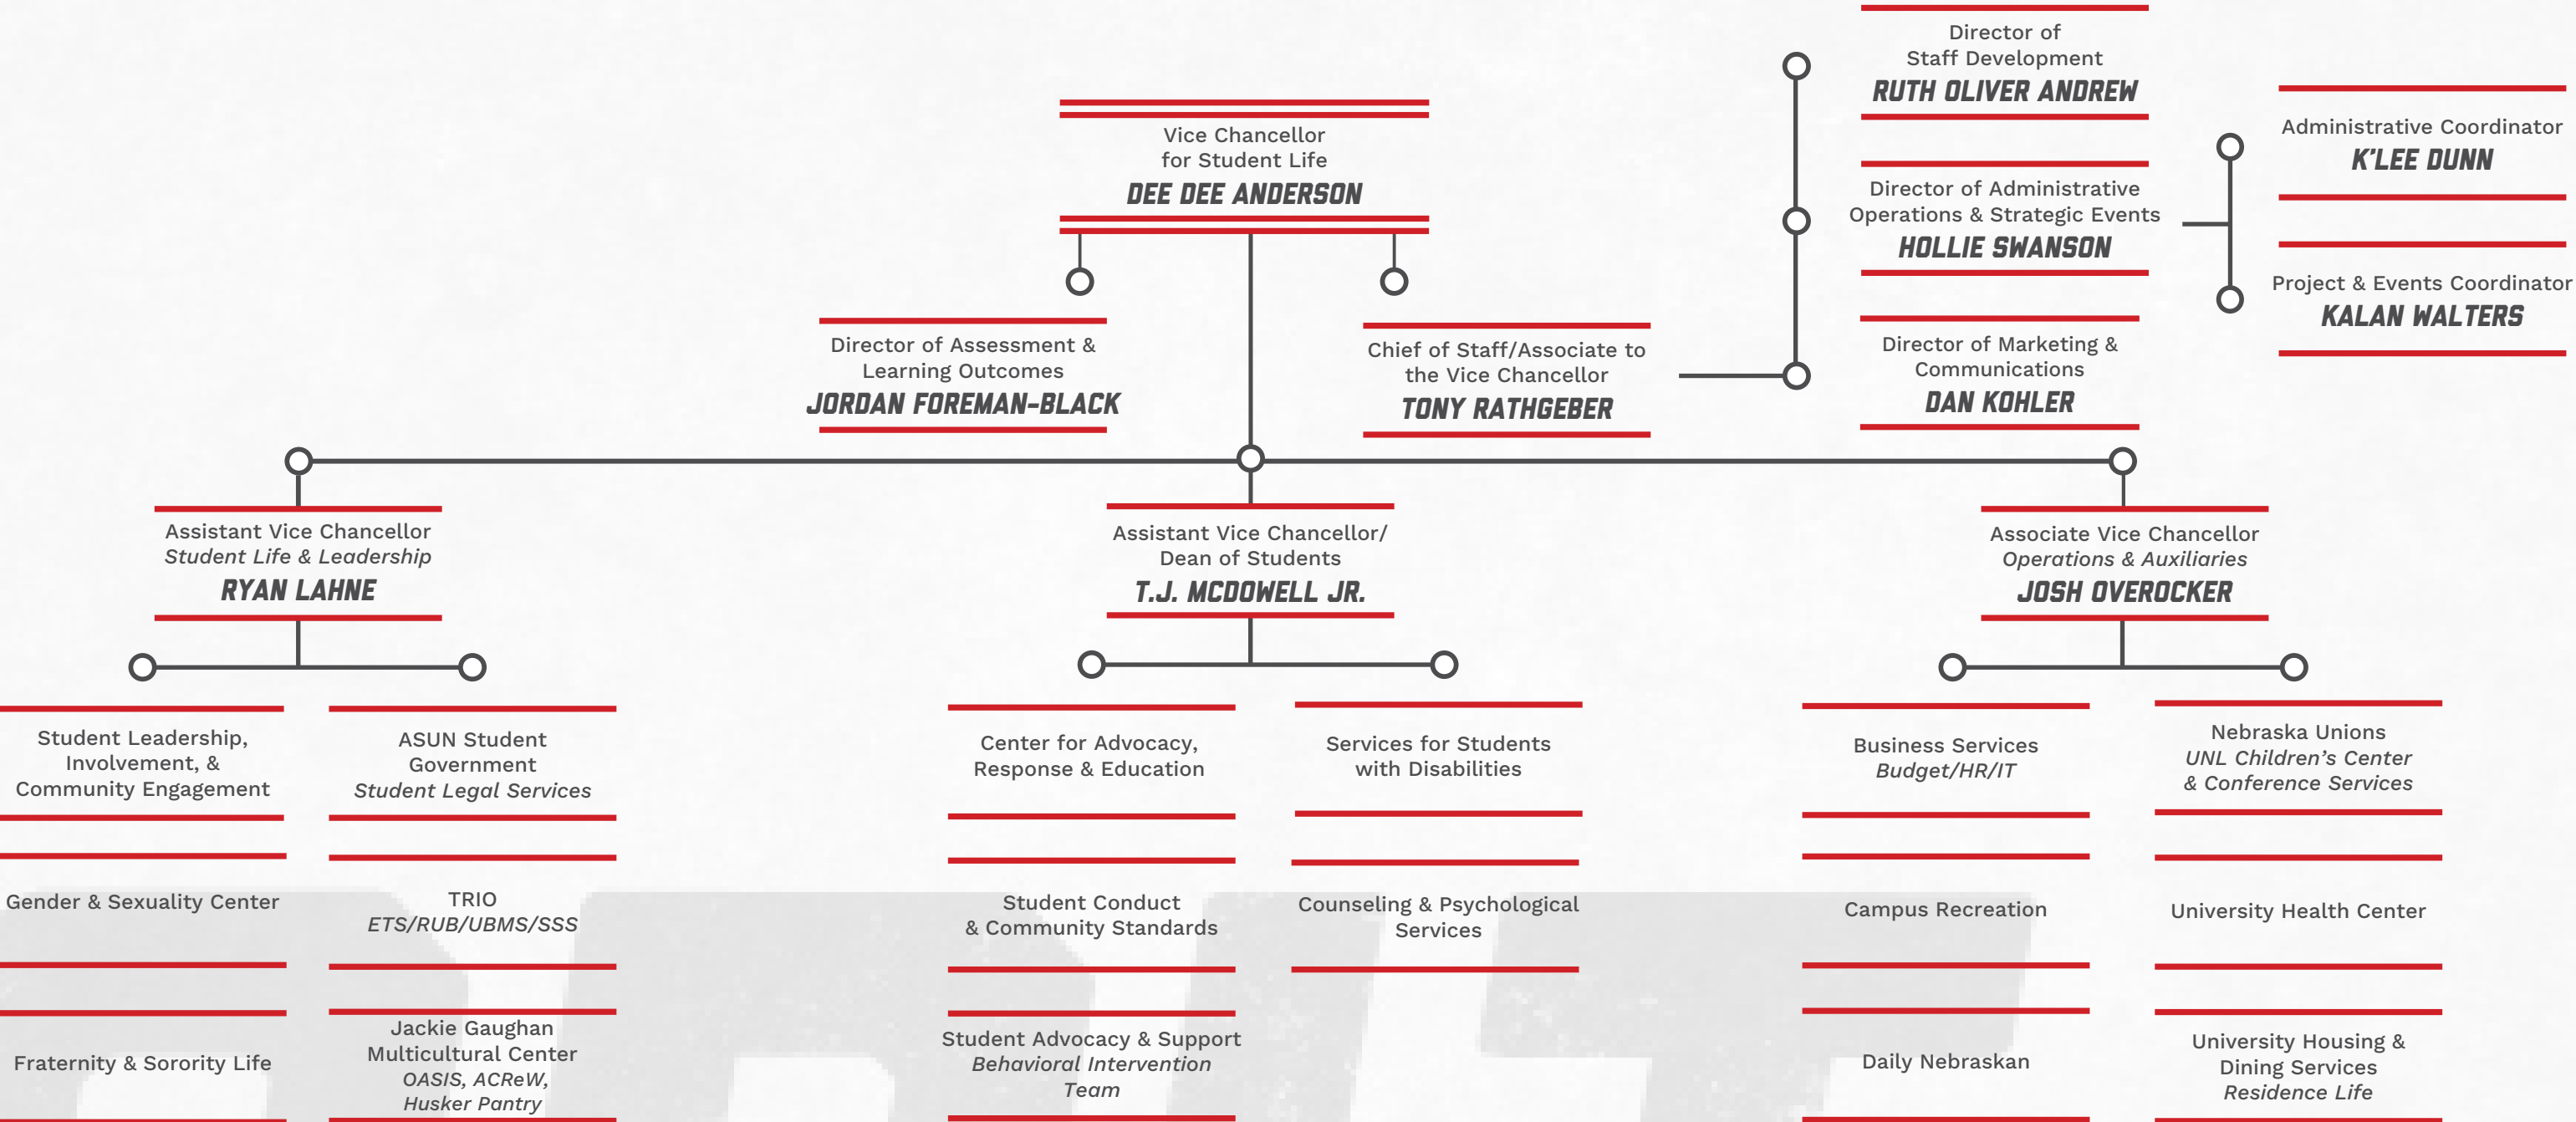 Director of
Staff Development
RUTH OLIVER ANDREW
Vice Chancellor
for Student Life
DEE DEE ANDERSON
Administrative Coordinator
K'LEE DUNN
Director of Administrative
Operations & Strategic Events
HOLLIE SWANSON
Project & Events Coordinator
KALAN WALTERS
Director of Assessment &
Learning Outcomes
JORDAN FOREMAN-BLACK
Chief of Staff/Associate to
the Vice Chancellor
TONY RATHGEBER
Director of Marketing &
Communications
DAN KOHLER
Assistant Vice Chancellor
Student Life & Leadership
RYAN LAHNE
Assistant Vice Chancellor/
Dean of Students
T.J. MCDOWELL JR.
Associate Vice Chancellor
Operations & Auxiliaries
JOSH OVEROCKER
Student Leadership,
Involvement, &
Community Engagement
ASUN Student
Government
Student Legal Services
Center for Advocacy,
Response & Education
Services for Students
with Disabilities
Business Services
Budget/HR/IT
Nebraska Unions
UNL Children's Center
& Conference Services
Gender & Sexuality Center
TRIO
ETS/RUB/UBMS/SSS
Student Conduct
& Community Standards
Counseling & Psychological
Services
Campus Recreation
University Health Center
Fraternity & Sorority Life
Jackie Gaughan
Multicultural Center
OASIS, ACReW,
Husker Pantry
Student Advocacy & Support
Behavioral Intervention
Team
Daily Nebraskan
University Housing &
Dining Services
Residence Life